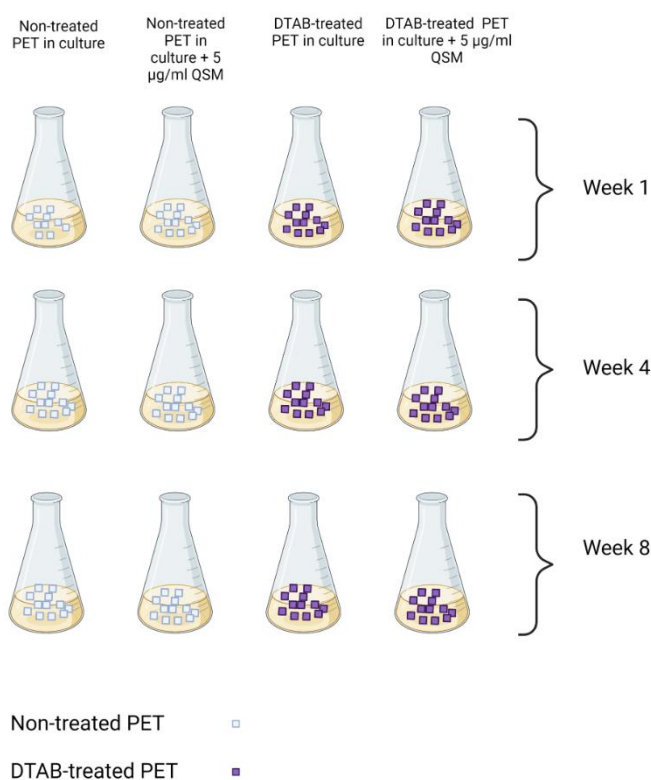 Non-treated
PET in culture
Non-treated
PET in
culture + 5
µg/ml QSM
DTAB-treated
PET in culture
DTAB-treated PET
in culture + 5 µg/ml
QSM
Week 1
Week 4
Week 8
Non-treated PET
DTAB-treated PET